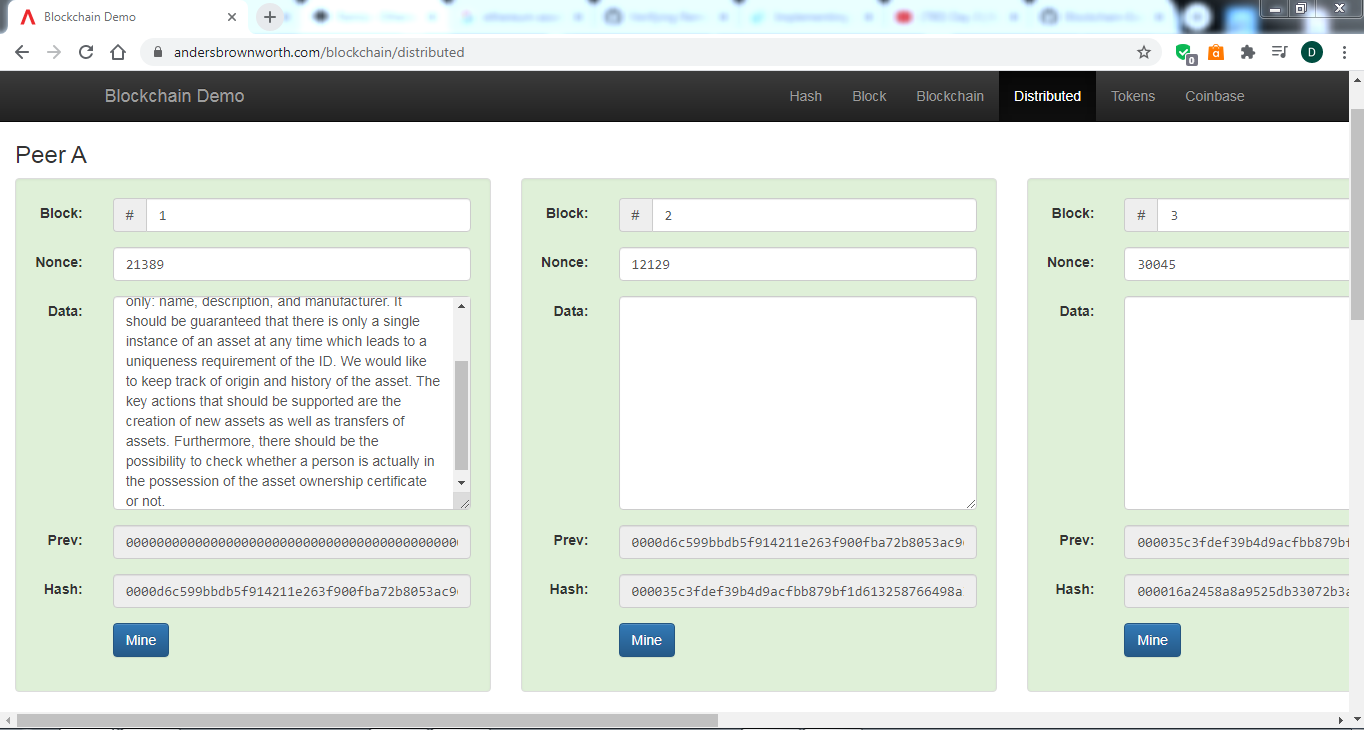 Blockchain Demo
andersbrownworth.com/blockchain/distributed
0
D
Blockchain Demo Hash Block Blockchain Distributed Tokens Coinbase
Peer A
Block: # 1
Nonce: 21389
Data: only: name, description, and manufacturer. It
should be guaranteed that there is only a single
instance of an asset at any time which leads to a
uniqueness requirement of the ID. We would like
to keep track of origin and history of the asset. The
key actions that should be supported are the
creation of new assets as well as transfers of
assets. Furthermore, there should be the
possibility to check whether a person is actually in
the possession of the asset ownership certificate
or not.
Prev: 00000000000000000000000000000000000000000
Hash: 0000d6c599bbdb5f914211e263f900fba72b8053ac9
Mine
Block: # 2
Nonce: 12129
Data:
Prev: 0000d6c599bbdb5f914211e263f900fba72b8053ac9
Hash: 000035c3fdef39b4d9acfbb879bf1d613258766498a
Mine
Block: # 3
Nonce: 30045
Data:
Prev: 000035c3fdef39b4d9acfbb879bf
Hash: 000016a2458a8a9525db33072b3a
Mine